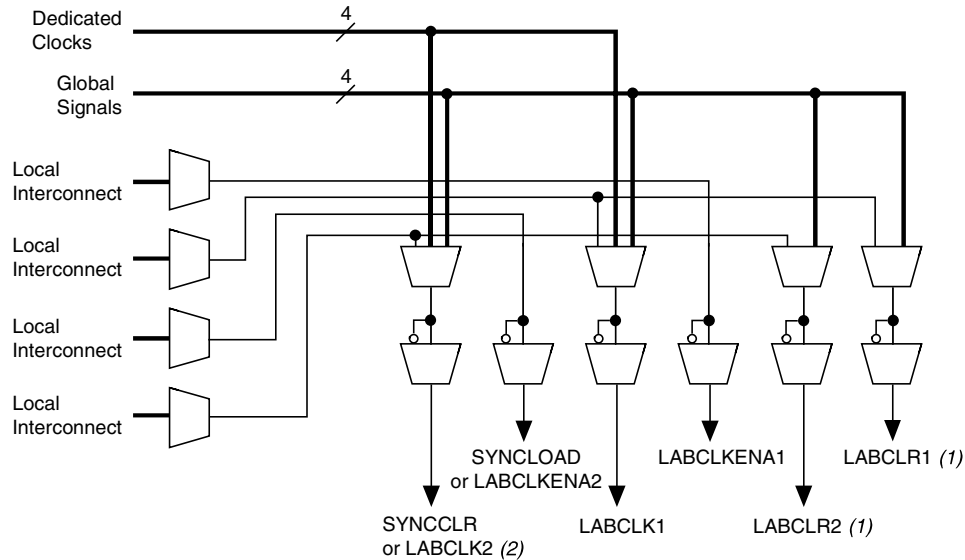 Dedicated
Clocks
4
Global
Signals
4
Local
Interconnect
Local
Interconnect
Local
Interconnect
Local
Interconnect
SYNCLOAD
or LABCLKENA2
LABCLKENA1
LABCLR1 (1)
SYNCCLR
or LABCLK2 (2)
LABCLK1
LABCLR2 (1)